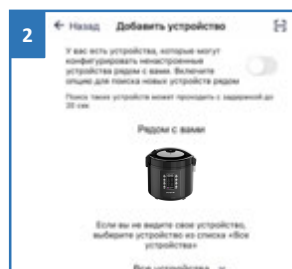 2
← Назад Добавить устройство
У вас есть устройства, которые могут
конфигурировать ненастроенные
устройства рядом с вами. Включите
опцию для поиска новых устройств рядом
Поиск таких устройств может проходить с задержкой до
20 сек
Рядом с вами
Если вы не видите свое устройство,
выберите устройство из списка «Все
устройства»
Все устройства